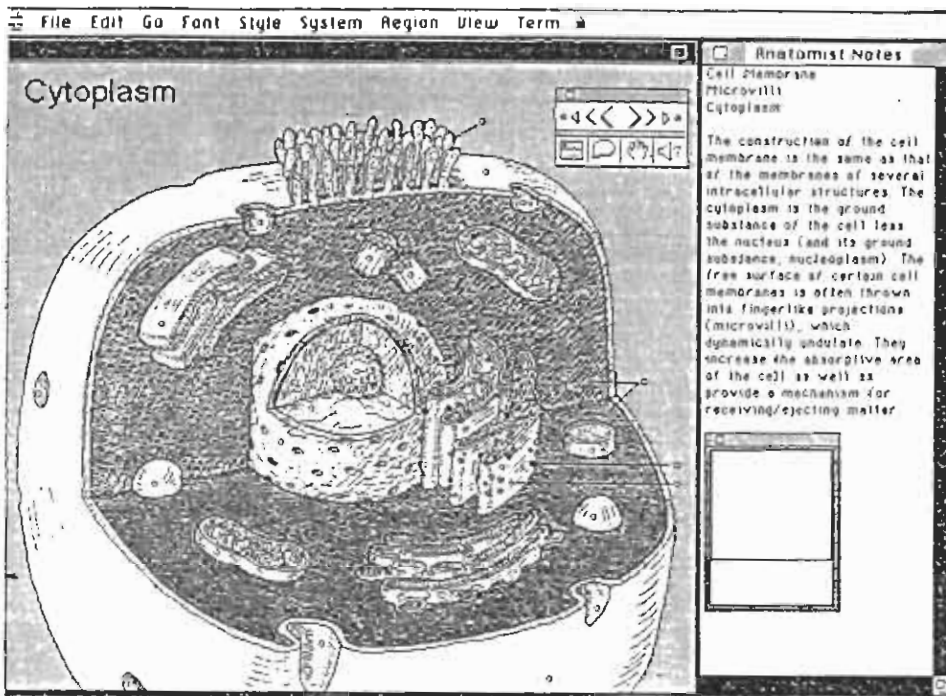 File Edit Go Font Style System Region View Term
Cytoplasm
Anatomist Notes
Cell Membrane
Microvilli
Cytoplasm
The construction of the cell
membrane is the same as that
of the membranes of several
intracellular structures. The
cytoplasm is the ground
substance of the cell less
the nucleus (and its ground
substance, nucleoplasm). The
free surface of certain cell
membranes is often thrown
into fingerlike projections
(microvilli), which
dynamically undulate. They
increase the absorptive area
of the cell as well as
provide a mechanism for
receiving/ejecting matter